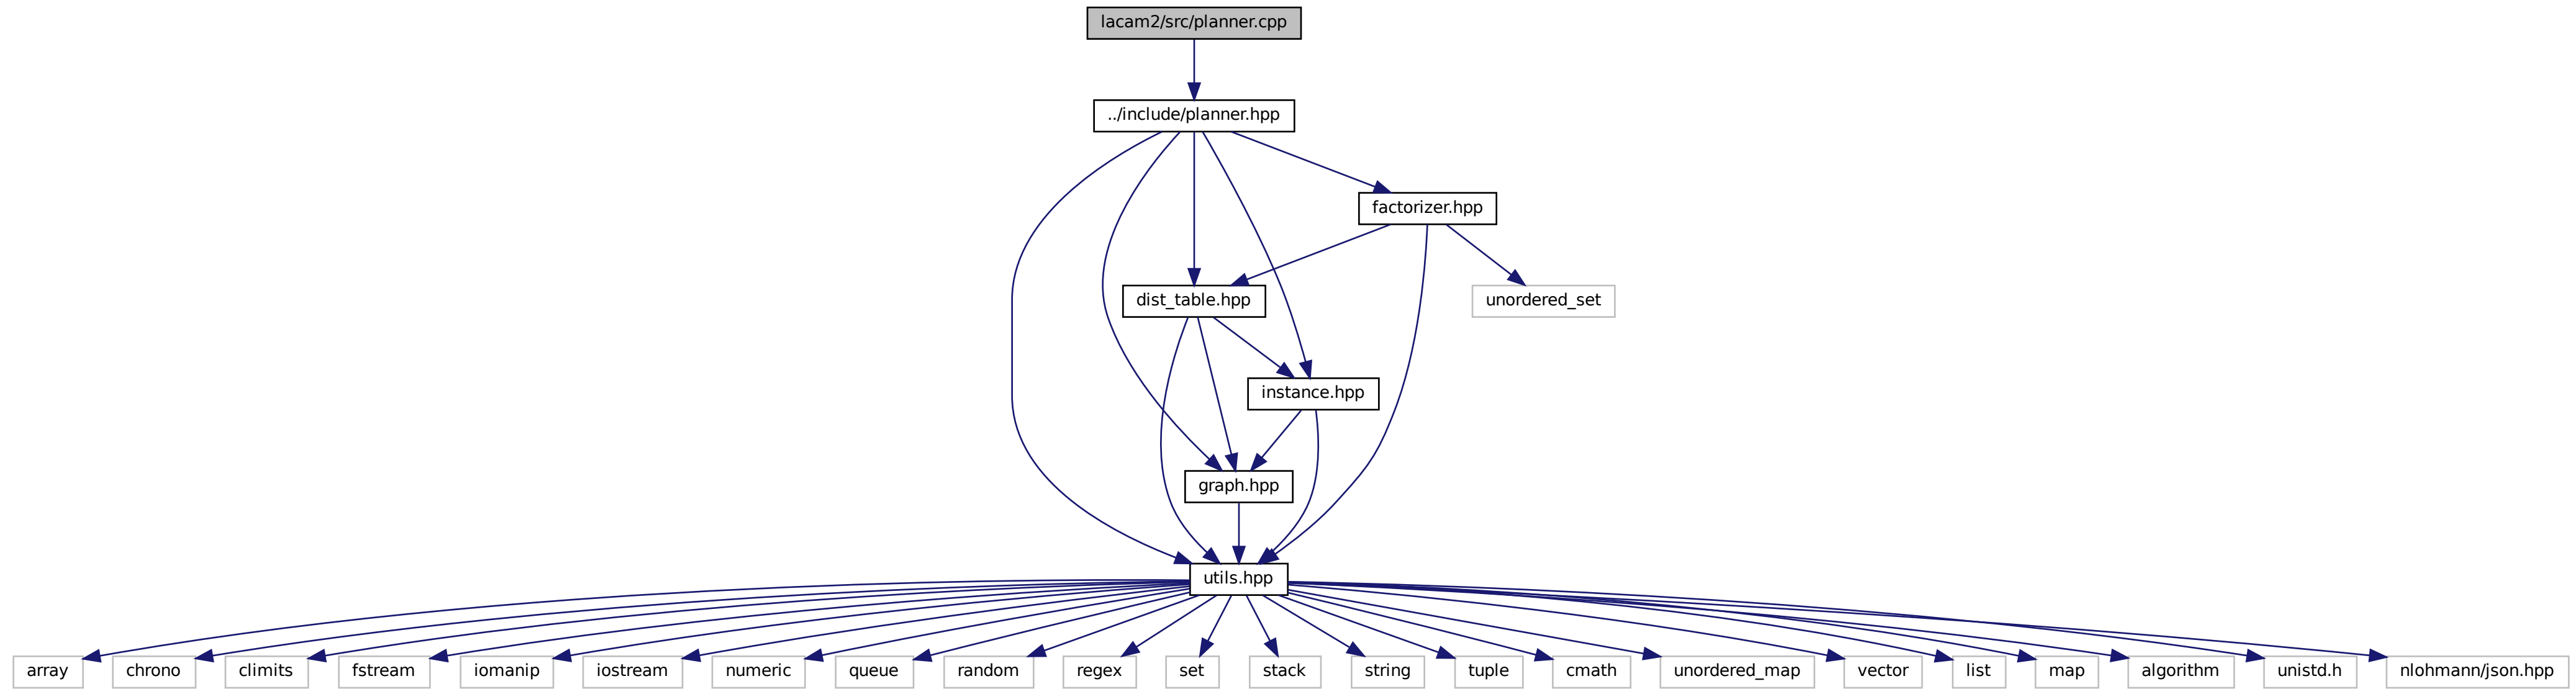 lacam2/src/planner.cpp
../include/planner.hpp
factorizer.hpp
dist_table.hpp
unordered_set
instance.hpp
graph.hpp
utils.hpp
array
chrono
climits
fstream
iomanip
iostream
numeric
queue
random
regex
set
stack
string
tuple
cmath
unordered_map
vector
list
map
algorithm
unistd.h
nlohmann/json.hpp